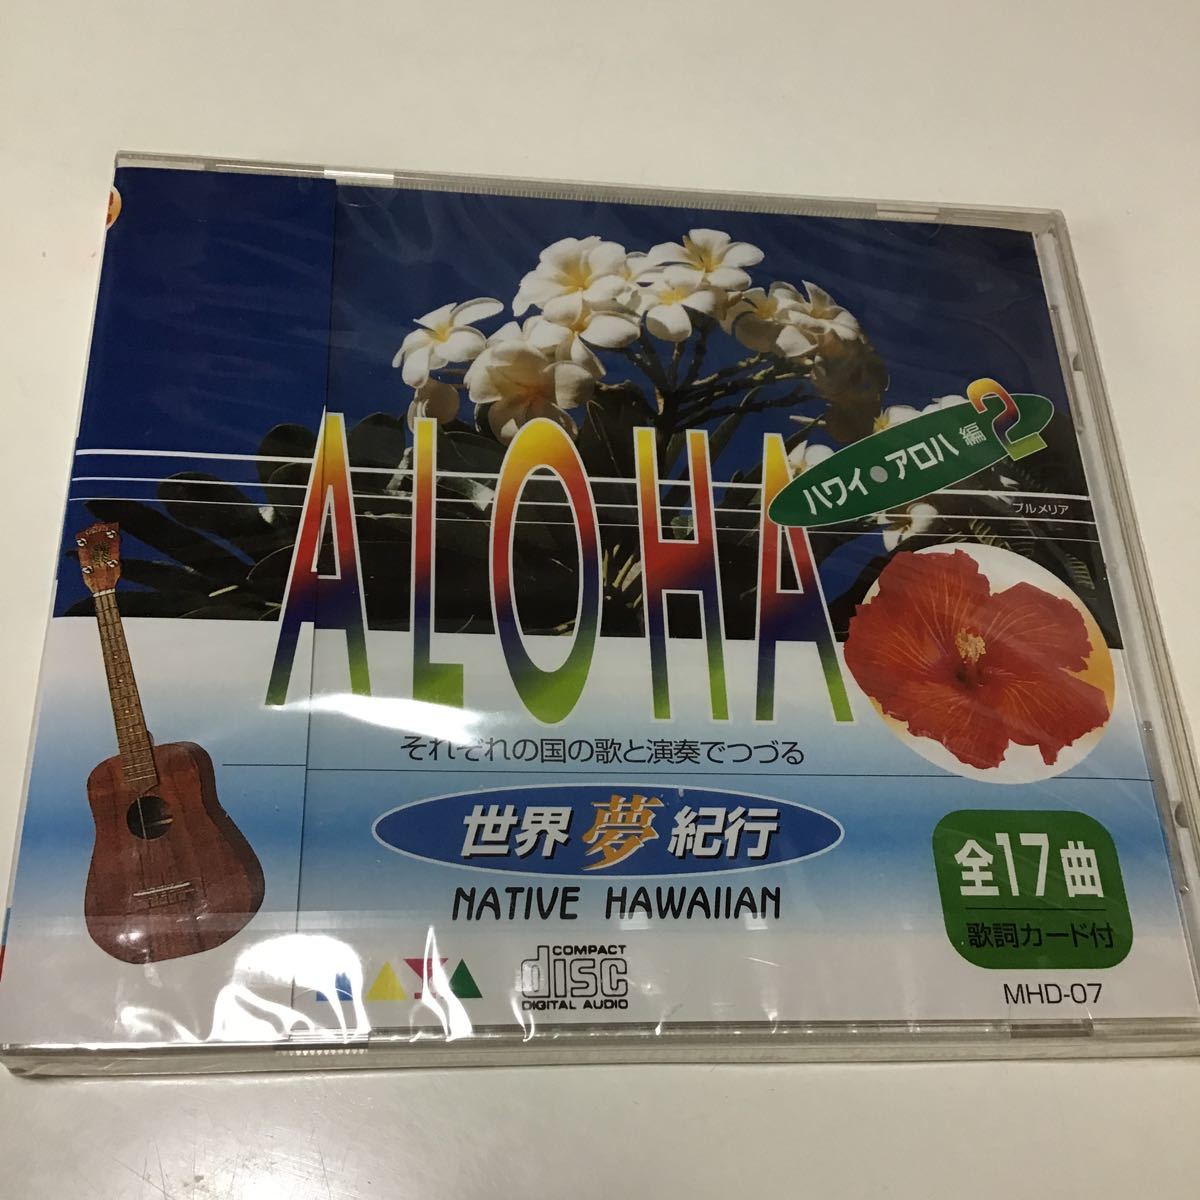 ALOHA
ハワイ・アロハ 編 2
プルメリア
それぞれの国の歌と演奏でつづる
世界夢紀行
NATIVE HAWAIIAN
全17曲
歌詞カード付
COMPACT
disc
DIGITAL AUDIO
MHD-07